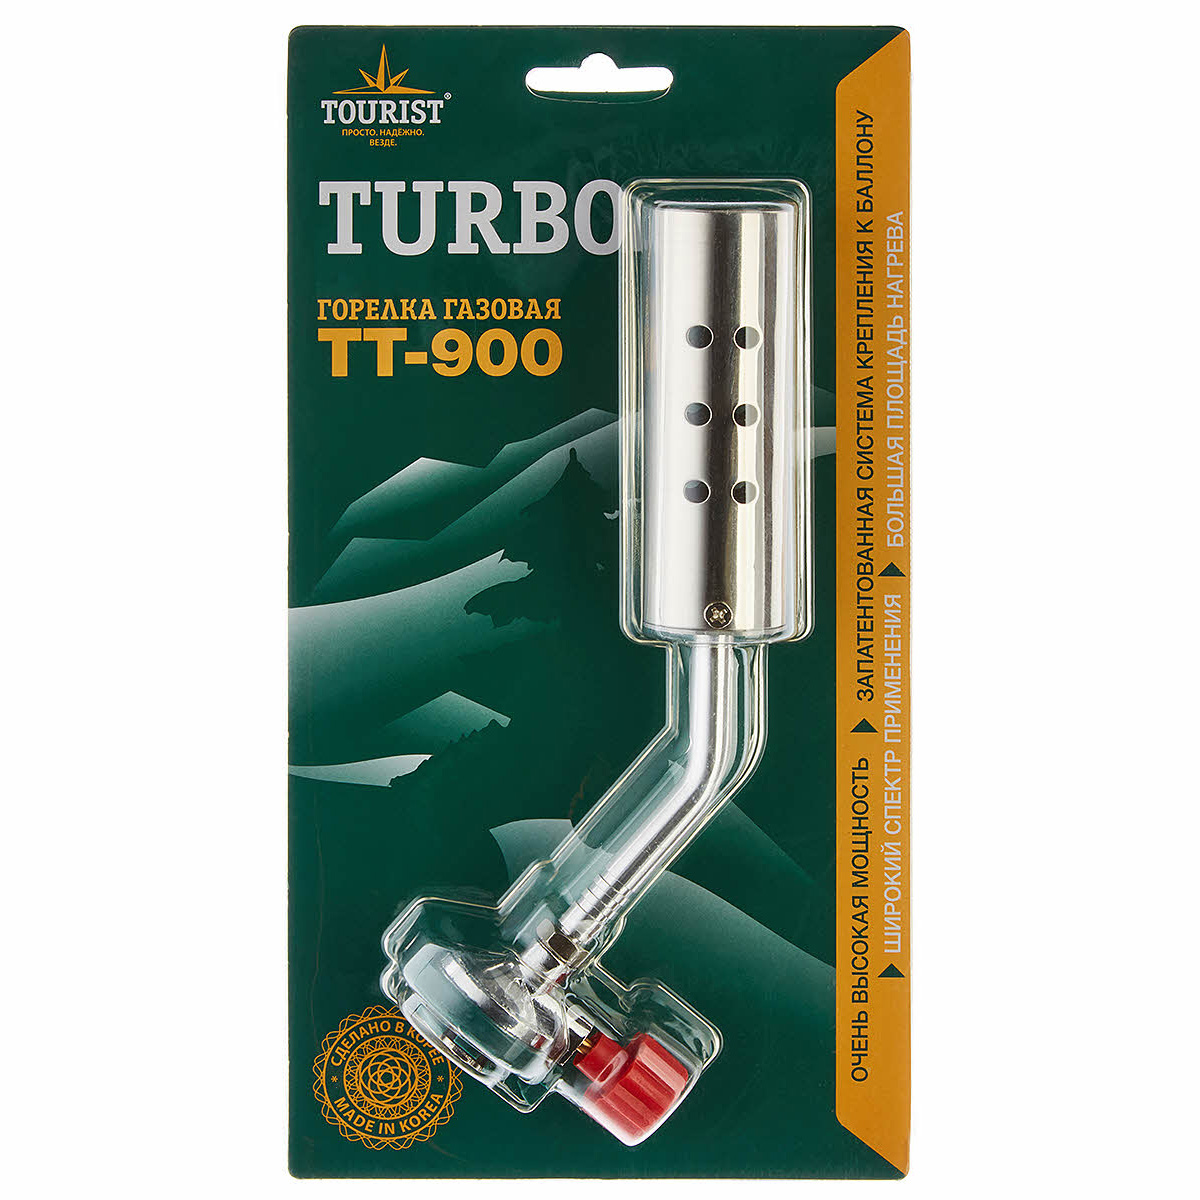 TOURIST®
ПРОСТО. НАДЁЖНО.
ВЕЗДЕ.
TURBO
ГОРЕЛКА ГАЗОВАЯ
ТТ-900
ОЧЕНЬ ВЫСОКАЯ МОЩНОСТЬ ▶ ЗАПАТЕНТОВАННАЯ СИСТЕМА КРЕПЛЕНИЯ К БАЛЛОНУ
▶ ШИРОКИЙ СПЕКТР ПРИМЕНЕНИЯ ▶ БОЛЬШАЯ ПЛОЩАДЬ НАГРЕВА
СДЕЛАНО В КОРЕЕ
MADE IN KOREA